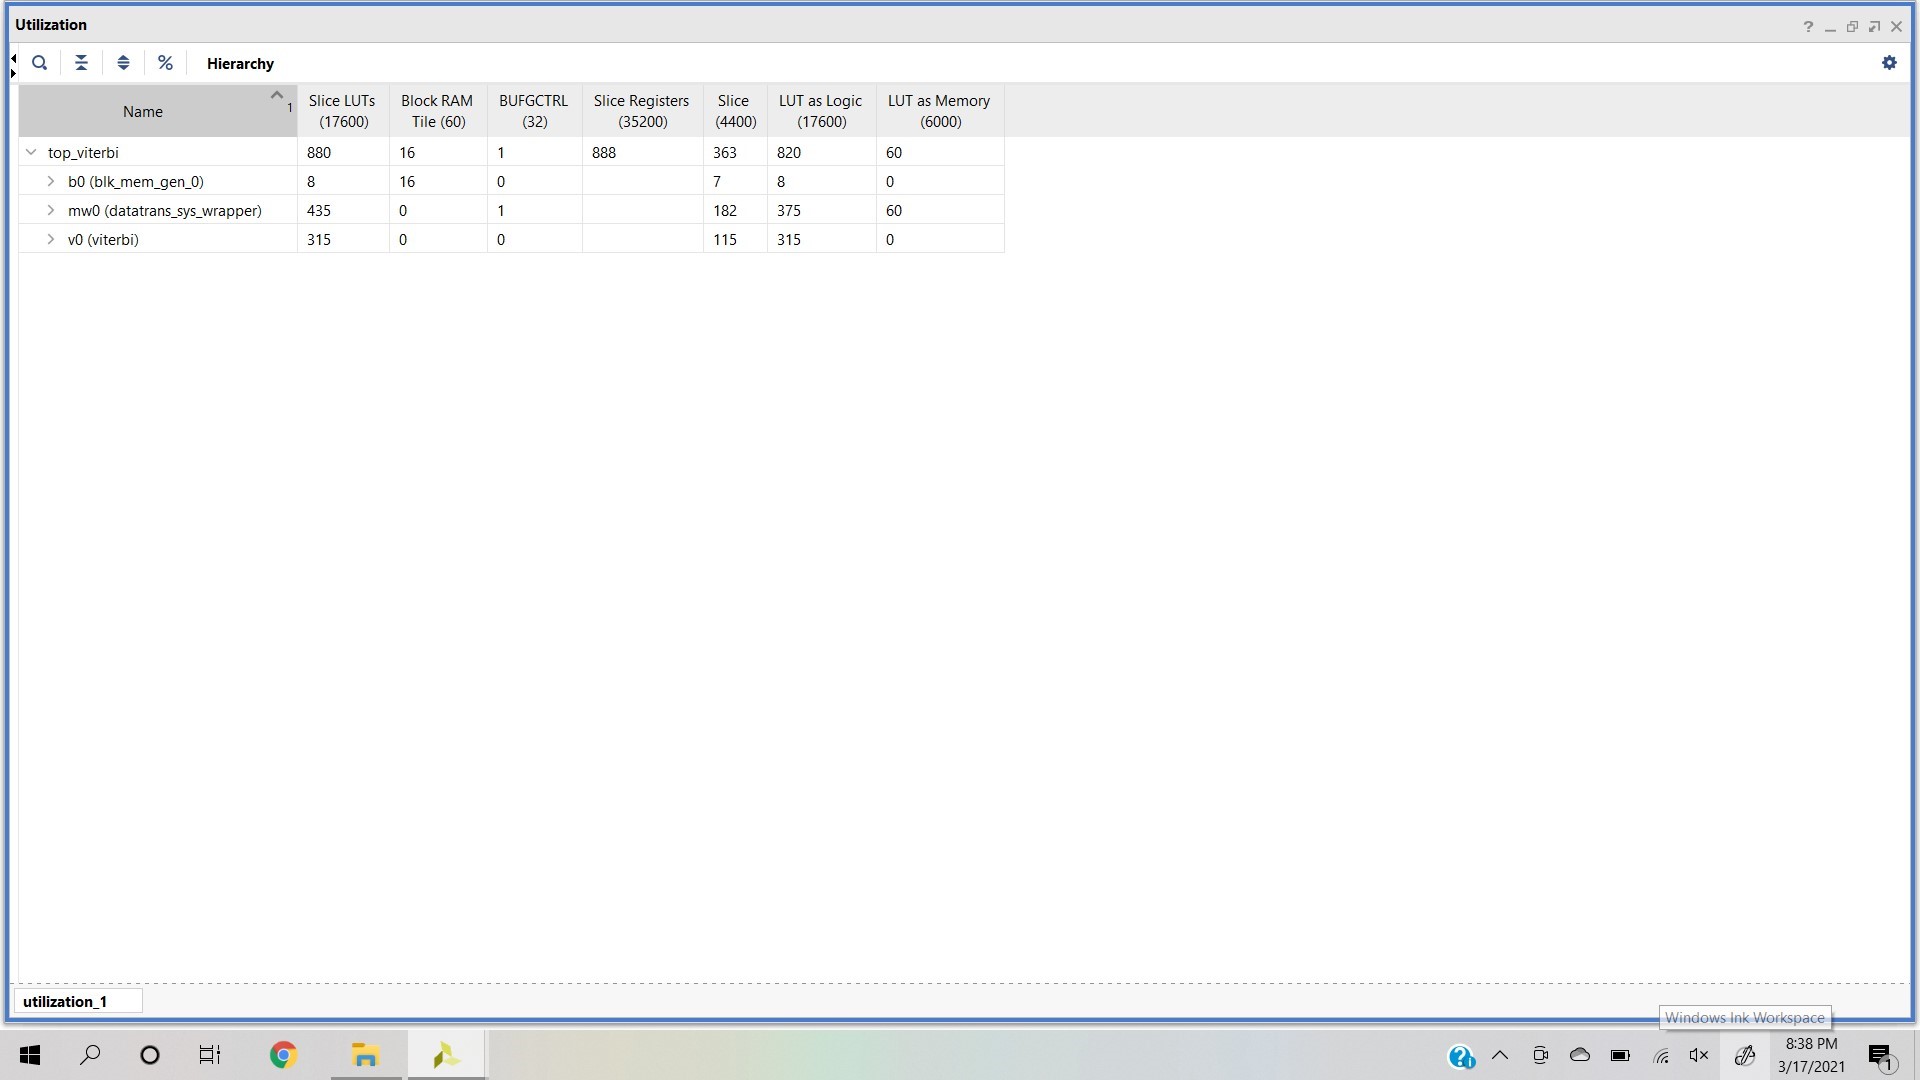 Utilization
Hierarchy
Name 1 Slice LUTs (17600) Block RAM Tile (60) BUFGCTRL (32) Slice Registers (35200) Slice (4400) LUT as Logic (17600) LUT as Memory (6000)
top_viterbi 880 16 1 888 363 820 60
b0 (blk_mem_gen_0) 8 16 0 7 8 0
mw0 (datatrans_sys_wrapper) 435 0 1 182 375 60
v0 (viterbi) 315 0 0 115 315 0
utilization_1
Windows Ink Workspace
8:38 PM
3/17/2021
1